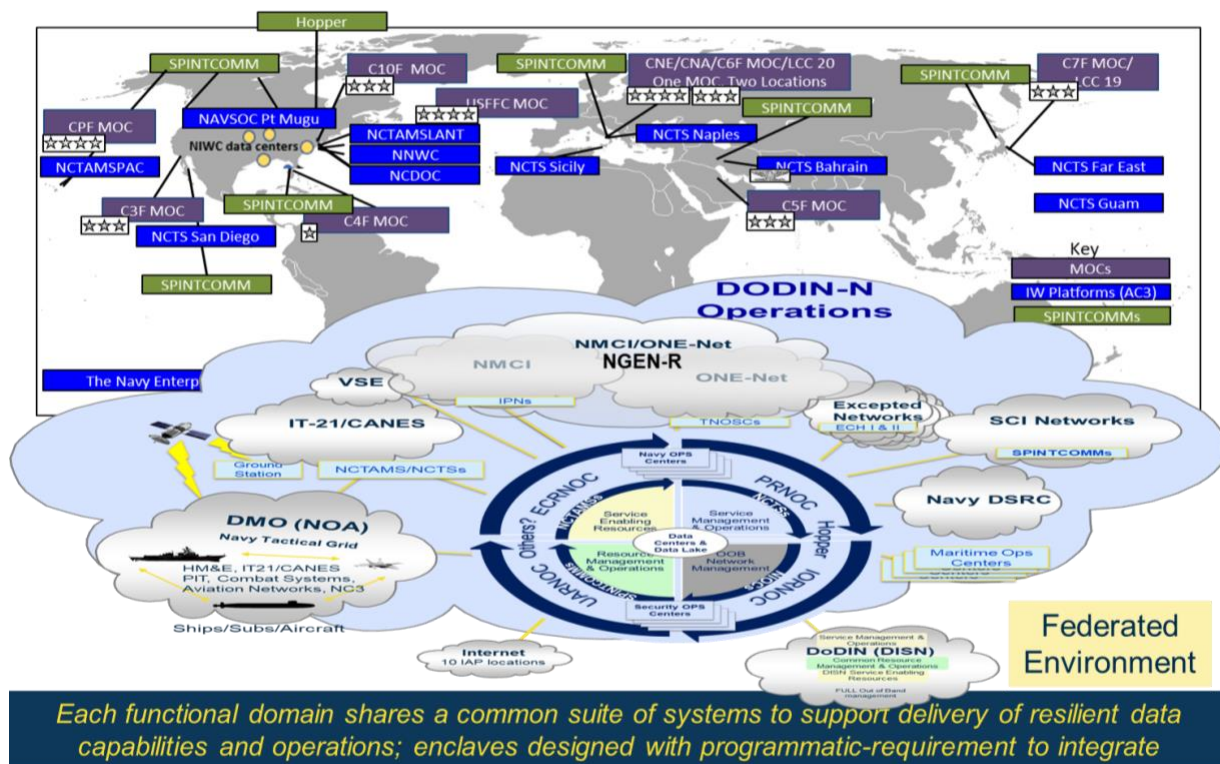 Hopper
SPINTCOMM
C10F MOC
SPINTCOMM
CNE/CNA/C6F MOC/LCC 20
One MOC, Two Locations
SPINTCOMM
C7F MOC/
LCC 19
USFFC MOC
SPINTCOMM
CPF MOC
NAVSOC Pt Mugu
NIWC data centers
NCTAMSLANT
NNWC
NCDOC
NCTS Naples
NCTAMSPAC
NCTS Sicily
NCTS Bahrain
NCTS Far East
C3F MOC
SPINTCOMM
C4F MOC
C5F MOC
NCTS Guam
NCTS San Diego
SPINTCOMM
Key
MOCs
IW Platforms (AC3)
SPINTCOMMs
DODIN-N
Operations
NMCI/ONE-Net
NGEN-R
NMCI
ONE-Net
The Navy Enterp
VSE
IPNs
TNOSCs
Excepted
Networks
ECH I & II
SCI Networks
SPINTCOMMs
IT-21/CANES
Ground
Station
NCTAMS/NCTSs
Navy OPS
Centers
ECRNOC
PRNOC
Hopper
IORNOC
UARNOC
Others?
NCTAMSs
NCTSs
NIOCs
SPINTCOMMs
Service
Enabling
Resources
Service
Management
& Operations
Data
Centers &
Data Lake
Resource
Management
& Operations
OOB
Network
Management
Security OPS
Centers
Navy DSRC
Maritime Ops
Centers
DMO (NOA)
Navy Tactical Grid
HM&E, IT21/CANES
PIT, Combat Systems,
Aviation Networks, NC3
Ships/Subs/Aircraft
Internet
10 IAP locations
Service Management &
Operations
DoDIN (DISN)
Common Resource
Management & Operations
DISN Service Enabling
Resources
FULL Out of Band
management
Federated
Environment
Each functional domain shares a common suite of systems to support delivery of resilient data
capabilities and operations; enclaves designed with programmatic-requirement to integrate